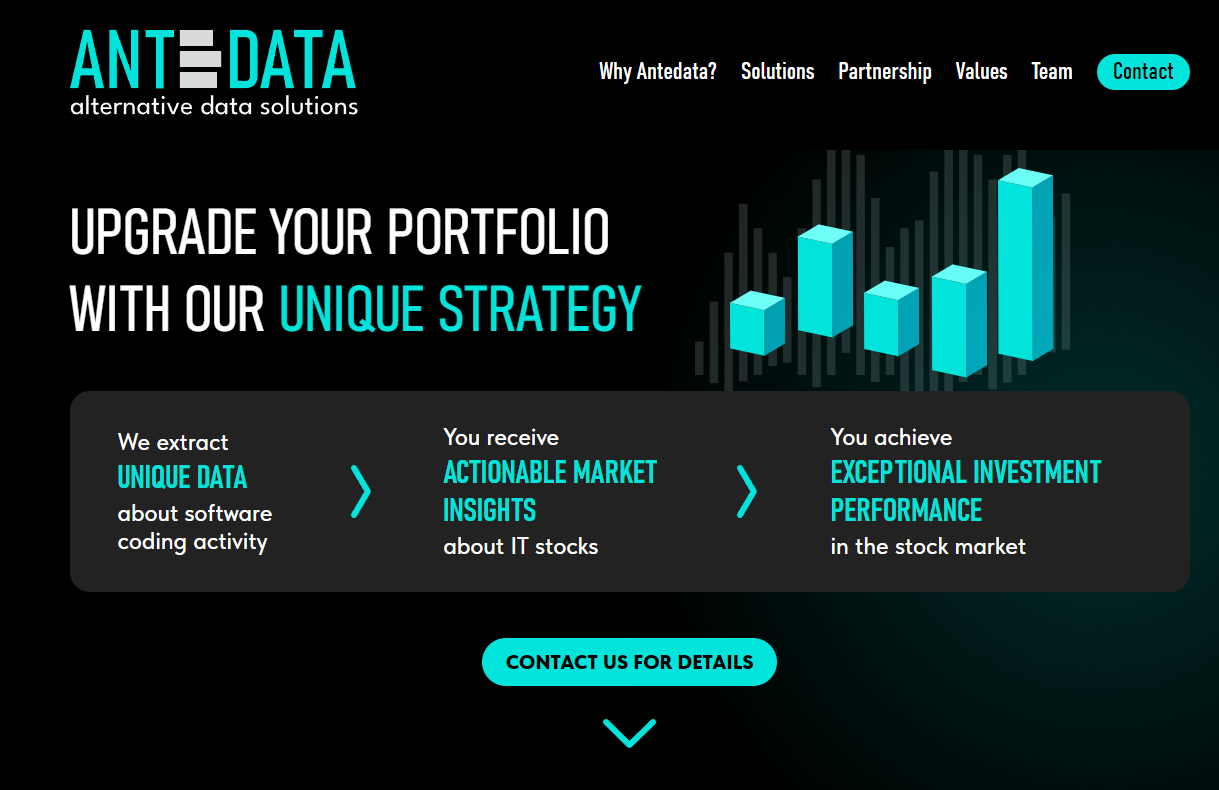 ANTEDATA
alternative data solutions
Why Antedata? Solutions Partnership Values Team Contact
UPGRADE YOUR PORTFOLIO
WITH OUR UNIQUE STRATEGY
We extract
UNIQUE DATA
about software
coding activity
You receive
ACTIONABLE MARKET
INSIGHTS
about IT stocks
You achieve
EXCEPTIONAL INVESTMENT
PERFORMANCE
in the stock market
CONTACT US FOR DETAILS